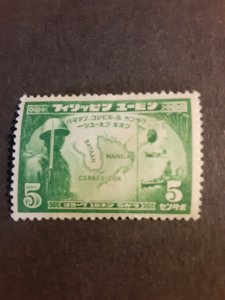 フィリッピン ユービン
バタアン、コレヒドール カンラク
一シューネン キネン
BATAAN
MANILA
CORREGIDOR
5
5
センタボ